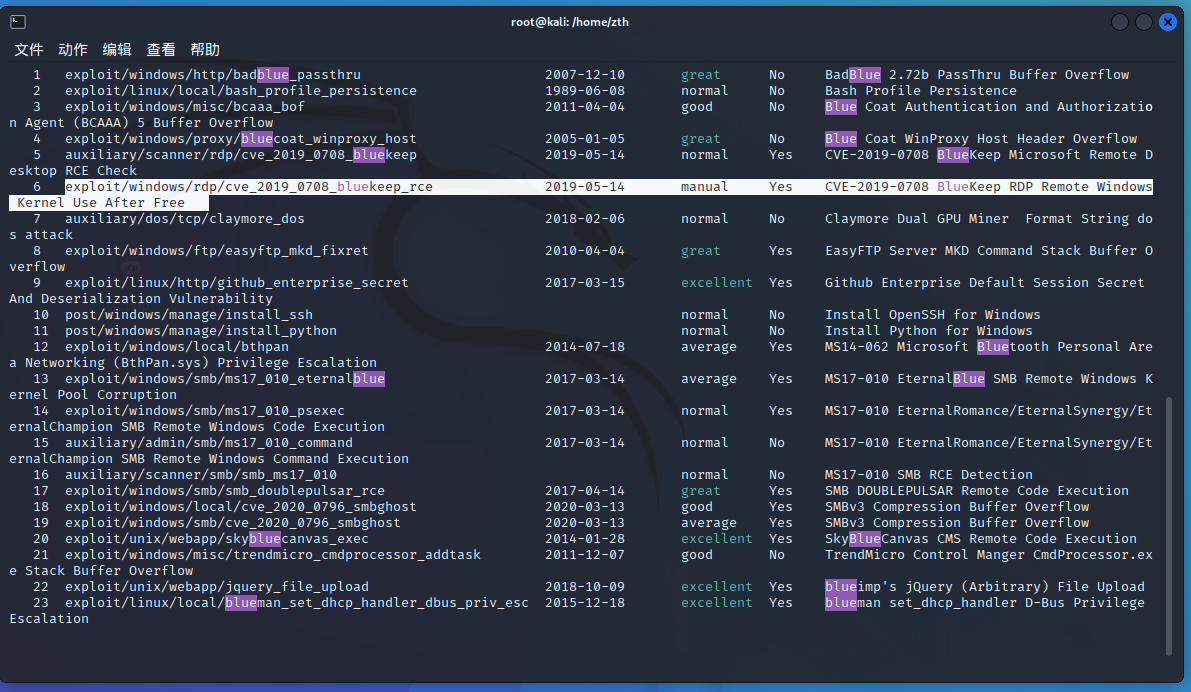 root@kali: /home/zth
文件 动作 编辑 查看 帮助
1 exploit/windows/http/badblue_passthru 2007-12-10 great No BadBlue 2.72b PassThru Buffer Overflow
2 exploit/linux/local/bash_profile_persistence 1989-06-08 normal No Bash Profile Persistence
3 exploit/windows/misc/bcaaa_bof 2011-04-04 good No Blue Coat Authentication and Authorizatio
n Agent (BCAAA) 5 Buffer Overflow
4 exploit/windows/proxy/bluecoat_winproxy_host 2005-01-05 great No Blue Coat WinProxy Host Header Overflow
5 auxiliary/scanner/rdp/cve_2019_0708_bluekeep 2019-05-14 normal Yes CVE-2019-0708 BlueKeep Microsoft Remote D
esktop RCE Check
6 exploit/windows/rdp/cve_2019_0708_bluekeep_rce 2019-05-14 manual Yes CVE-2019-0708 BlueKeep RDP Remote Windows
Kernel Use After Free
7 auxiliary/dos/tcp/claymore_dos 2018-02-06 normal No Claymore Dual GPU Miner  Format String do
s attack
8 exploit/windows/ftp/easyftp_mkd_fixret 2010-04-04 great Yes EasyFTP Server MKD Command Stack Buffer O
verflow
9 exploit/linux/http/github_enterprise_secret 2017-03-15 excellent Yes Github Enterprise Default Session Secret
And Deserialization Vulnerability
10 post/windows/manage/install_ssh normal No Install OpenSSH for Windows
11 post/windows/manage/install_python normal No Install Python for Windows
12 exploit/windows/local/bthpan 2014-07-18 average Yes MS14-062 Microsoft Bluetooth Personal Are
a Networking (BthPan.sys) Privilege Escalation
13 exploit/windows/smb/ms17_010_eternalblue 2017-03-14 average Yes MS17-010 EternalBlue SMB Remote Windows K
ernel Pool Corruption
14 exploit/windows/smb/ms17_010_psexec 2017-03-14 normal Yes MS17-010 EternalRomance/EternalSynergy/Et
ernalChampion SMB Remote Windows Code Execution
15 auxiliary/admin/smb/ms17_010_command 2017-03-14 normal No MS17-010 EternalRomance/EternalSynergy/Et
ernalChampion SMB Remote Windows Command Execution
16 auxiliary/scanner/smb/smb_ms17_010 normal No MS17-010 SMB RCE Detection
17 exploit/windows/smb/smb_doublepulsar_rce 2017-04-14 great Yes SMB DOUBLEPULSAR Remote Code Execution
18 exploit/windows/local/cve_2020_0796_smbghost 2020-03-13 good Yes SMBv3 Compression Buffer Overflow
19 exploit/windows/smb/cve_2020_0796_smbghost 2020-03-13 average Yes SMBv3 Compression Buffer Overflow
20 exploit/unix/webapp/skybluecanvas_exec 2014-01-28 excellent Yes SkyBlueCanvas CMS Remote Code Execution
21 exploit/windows/misc/trendmicro_cmdprocessor_addtask 2011-12-07 good No TrendMicro Control Manger CmdProcessor.ex
e Stack Buffer Overflow
22 exploit/unix/webapp/jquery_file_upload 2018-10-09 excellent Yes blueimp's jQuery (Arbitrary) File Upload
23 exploit/linux/local/blueman_set_dhcp_handler_dbus_priv_esc 2015-12-18 excellent Yes blueman set_dhcp_handler D-Bus Privilege
Escalation